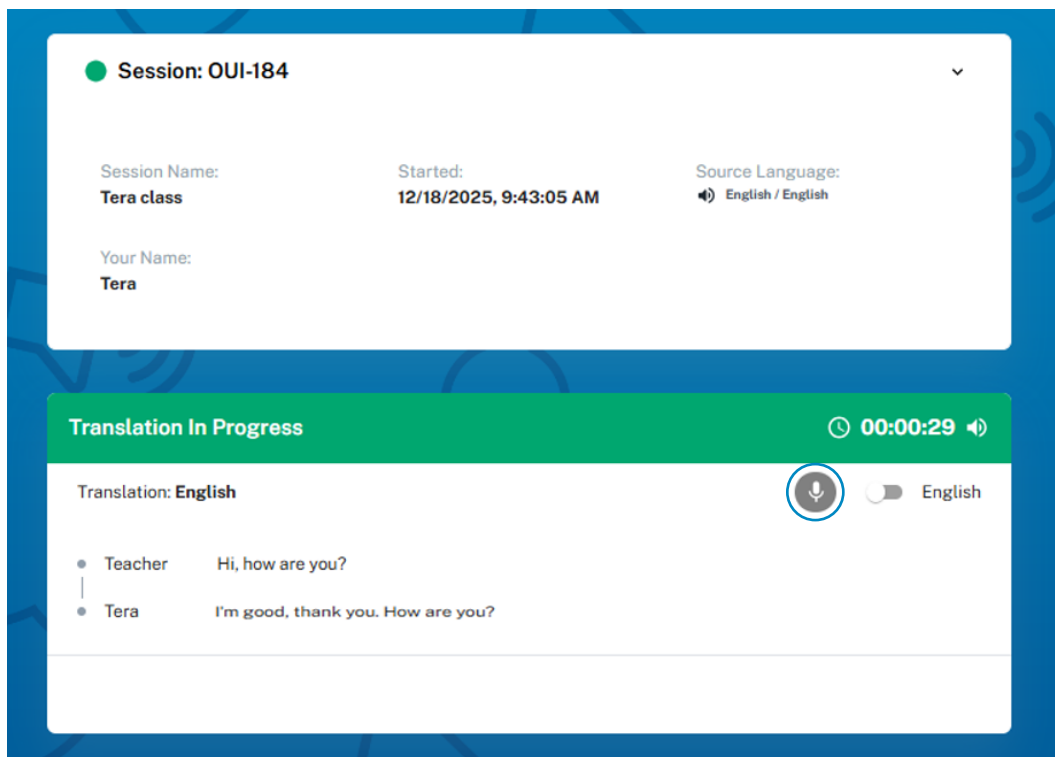 Session: OUI-184
Session Name:
Tera class
Started:
12/18/2025, 9:43:05 AM
Source Language:
English / English
Your Name:
Tera
Translation In Progress
00:00:29
Translation: English
English
Teacher Hi, how are you?
Tera I'm good, thank you. How are you?